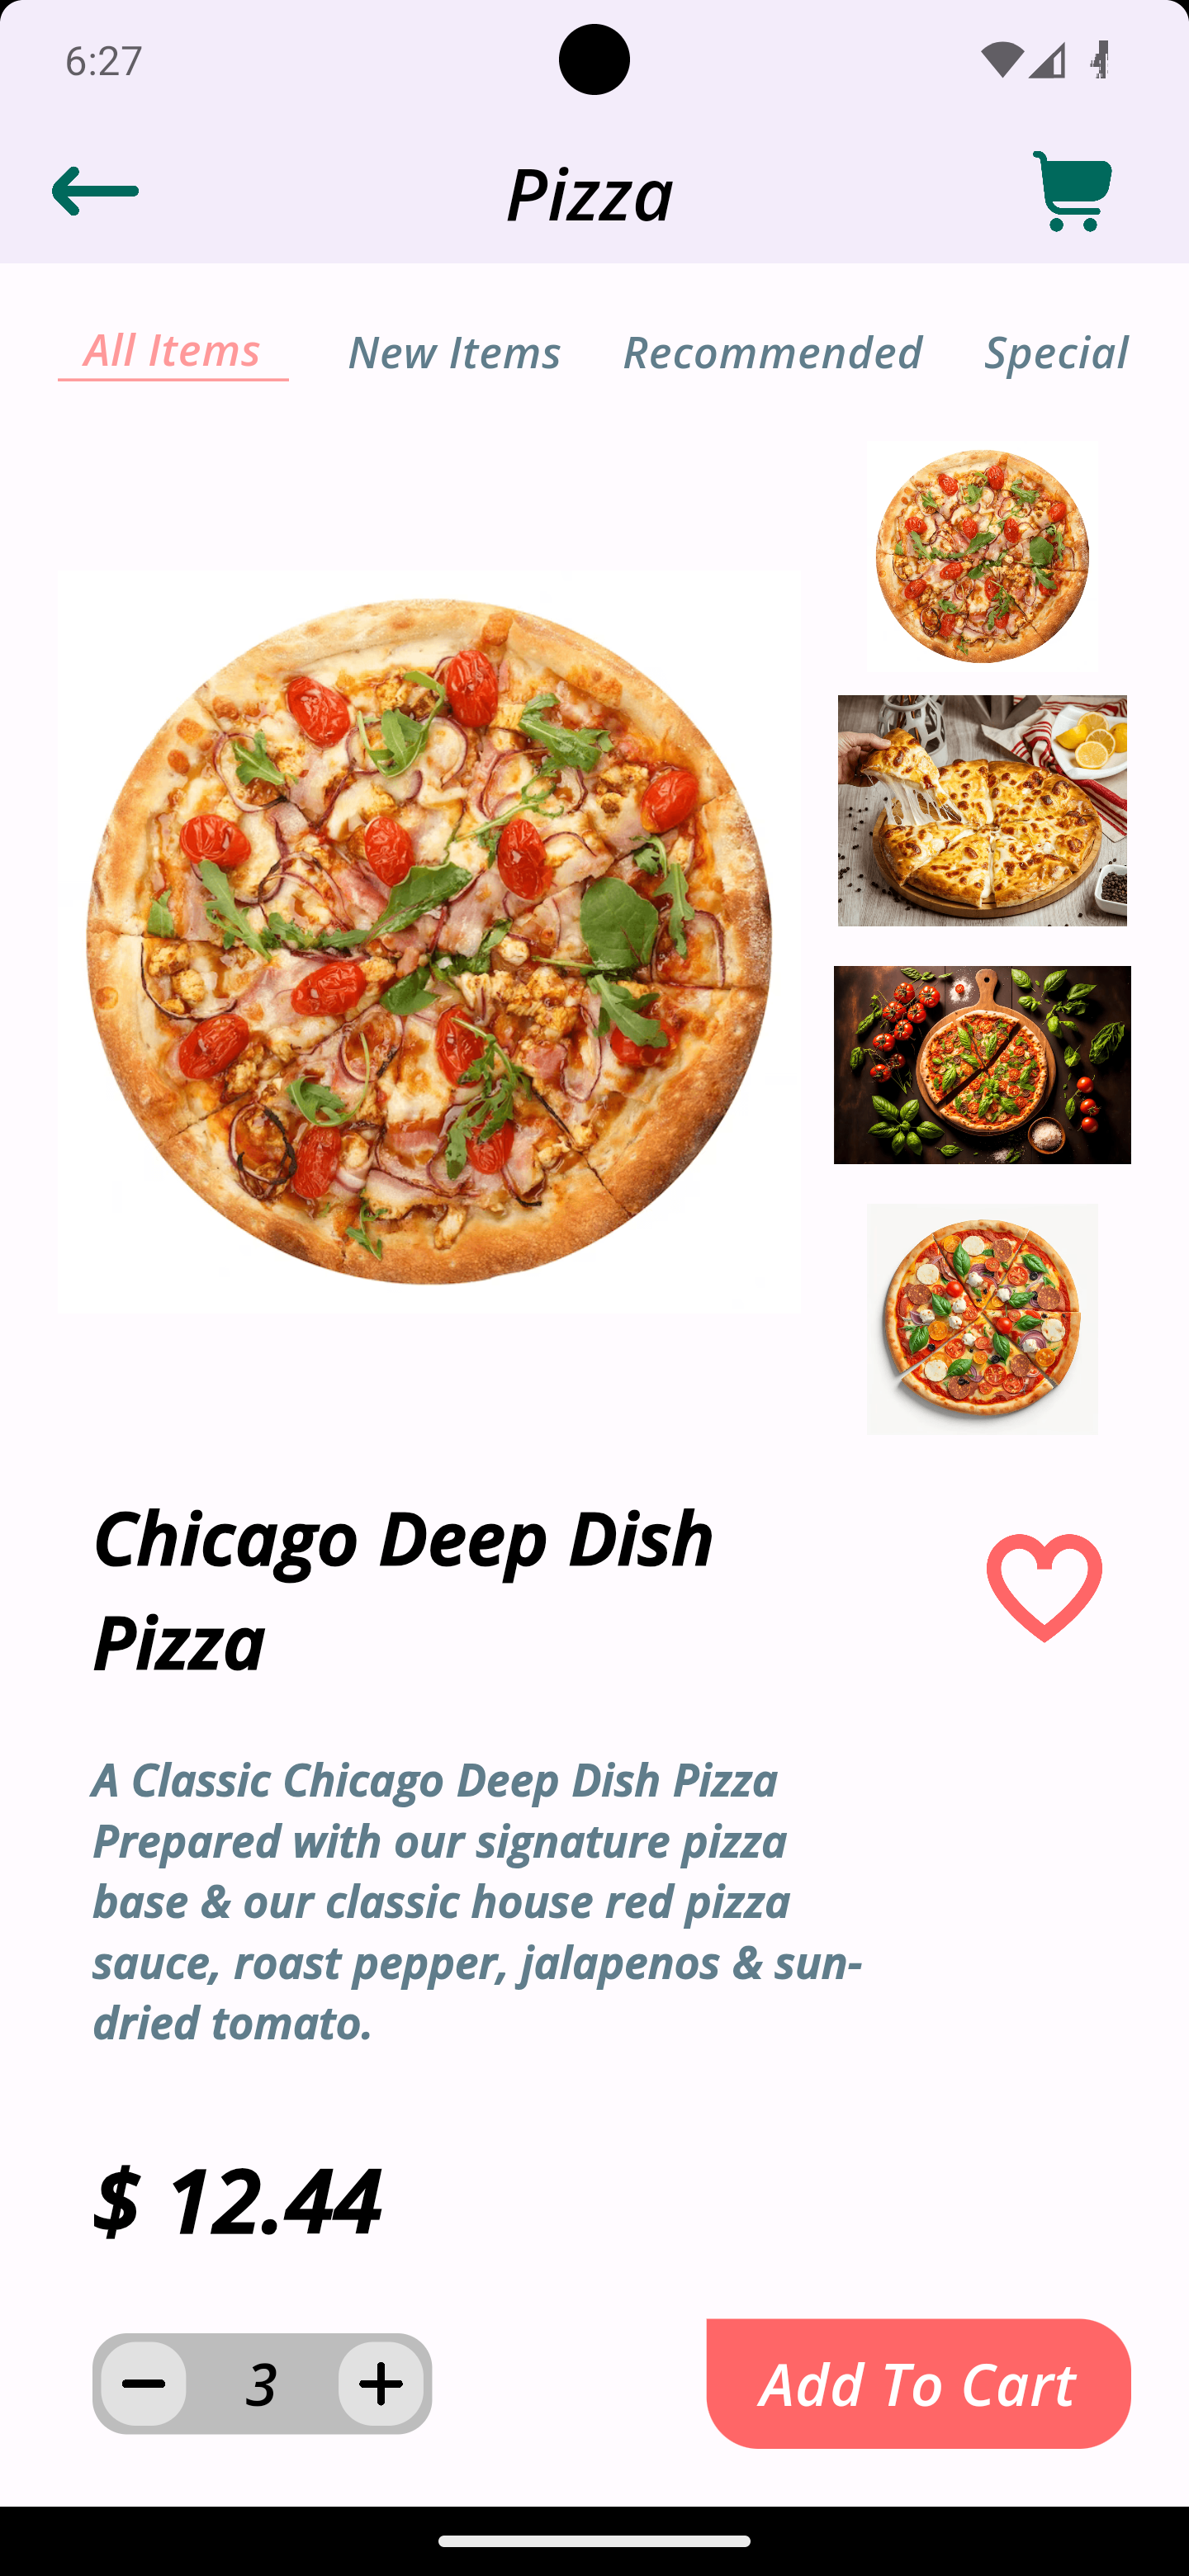 6:27
Pizza
All Items New Items Recommended Special
Chicago Deep Dish
Pizza
A Classic Chicago Deep Dish Pizza
Prepared with our signature pizza
base & our classic house red pizza
sauce, roast pepper, jalapenos & sun-
dried tomato.
$ 12.44
3
Add To Cart